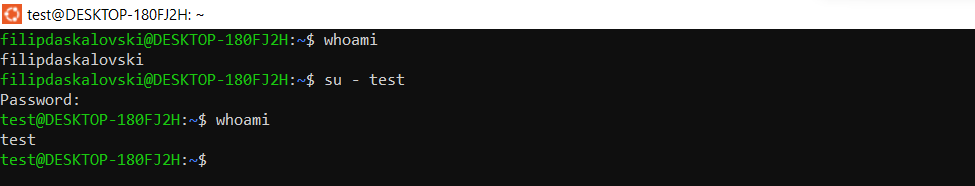 test@DESKTOP-180FJ2H: ~
filipdaskalovski@DESKTOP-180FJ2H:~$ whoami
filipdaskalovski
filipdaskalovski@DESKTOP-180FJ2H:~$ su - test
Password:
test@DESKTOP-180FJ2H:~$ whoami
test
test@DESKTOP-180FJ2H:~$